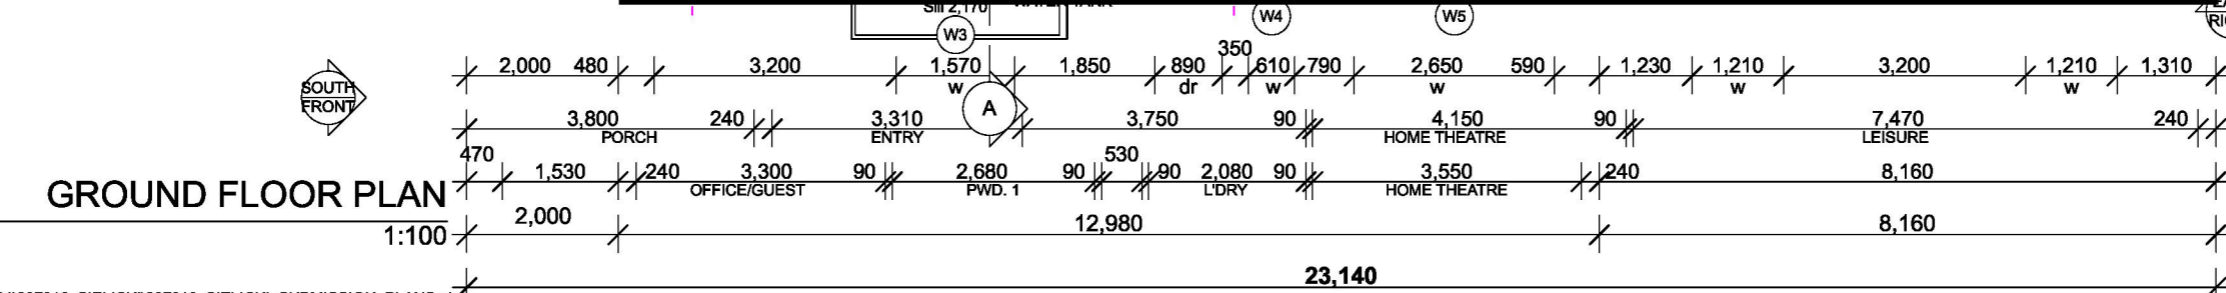 Sill 2,170
W3
W4
W5
SOUTH
FRONT
2,000 480 3,200 1,570 1,850 890 350 610 790 2,650 590 1,230 1,210 3,200 1,210 1,310
w dr w w w w
A
3,800 240 3,310 3,750 90 4,150 90 7,470 240
PORCH ENTRY HOME THEATRE LEISURE
470 1,530 240 3,300 90 2,680 90 530 90 2,080 90 3,550 240 8,160
OFFICE/GUEST PWD. 1 L'DRY HOME THEATRE
GROUND FLOOR PLAN
1:100
2,000 12,980 8,160
23,140